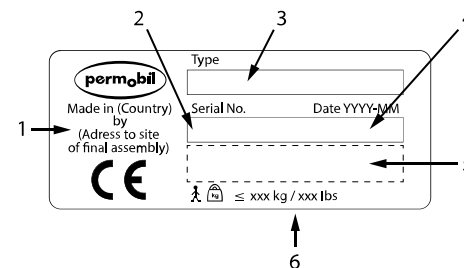 2
3
Type
permobil
Made in (Country)
by
(Adress to site
of final assembly)
1
Serial No. Date YYYY-MM
CE
kg
≤ xxx kg / xxx lbs
6